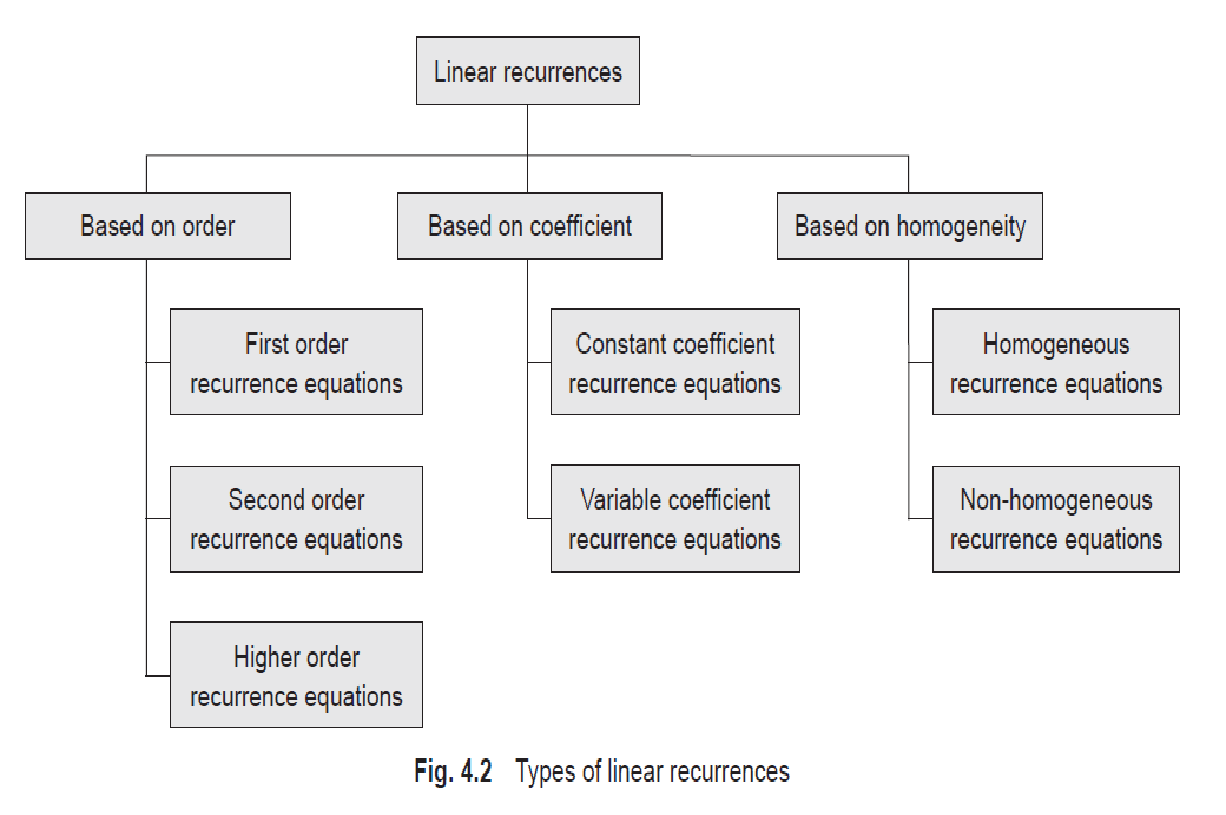 Linear recurrences
Based on order
Based on coefficient
Based on homogeneity
First order
recurrence equations
Constant coefficient
recurrence equations
Homogeneous
recurrence equations
Second order
recurrence equations
Variable coefficient
recurrence equations
Non-homogeneous
recurrence equations
Higher order
recurrence equations
Fig. 4.2 Types of linear recurrences